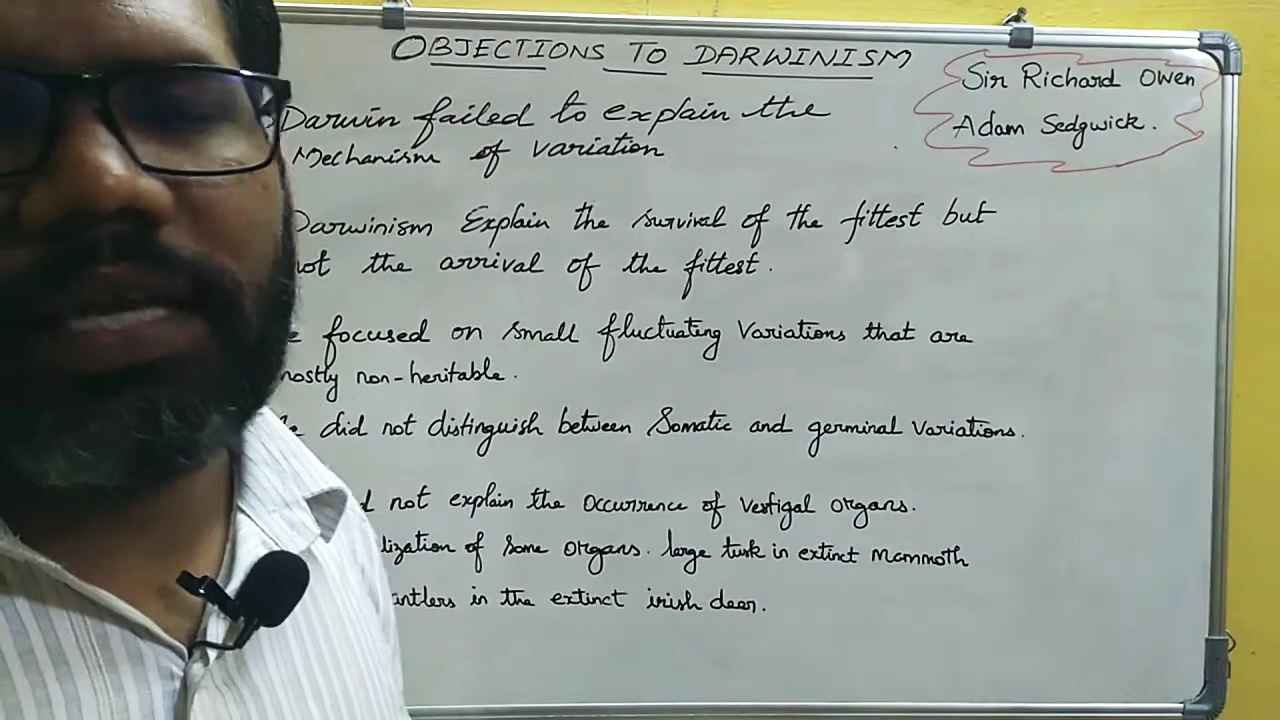 OBJECTIONS TO DARWINISM
Sir Richard Owen
Adam Sedgwick.
Darwin failed to explain the
Mechanism of variation
Darwinism Explain the survival of the fittest but
not the arrival of the fittest.
focused on small fluctuating Variations that are
mostly non-heritable.
did not distinguish between Somatic and germinal variations.
not explain the occurrence of vestigal organs.
of some organs. large tusk in extinct Mammoth
antlers in the extinct irish deer.